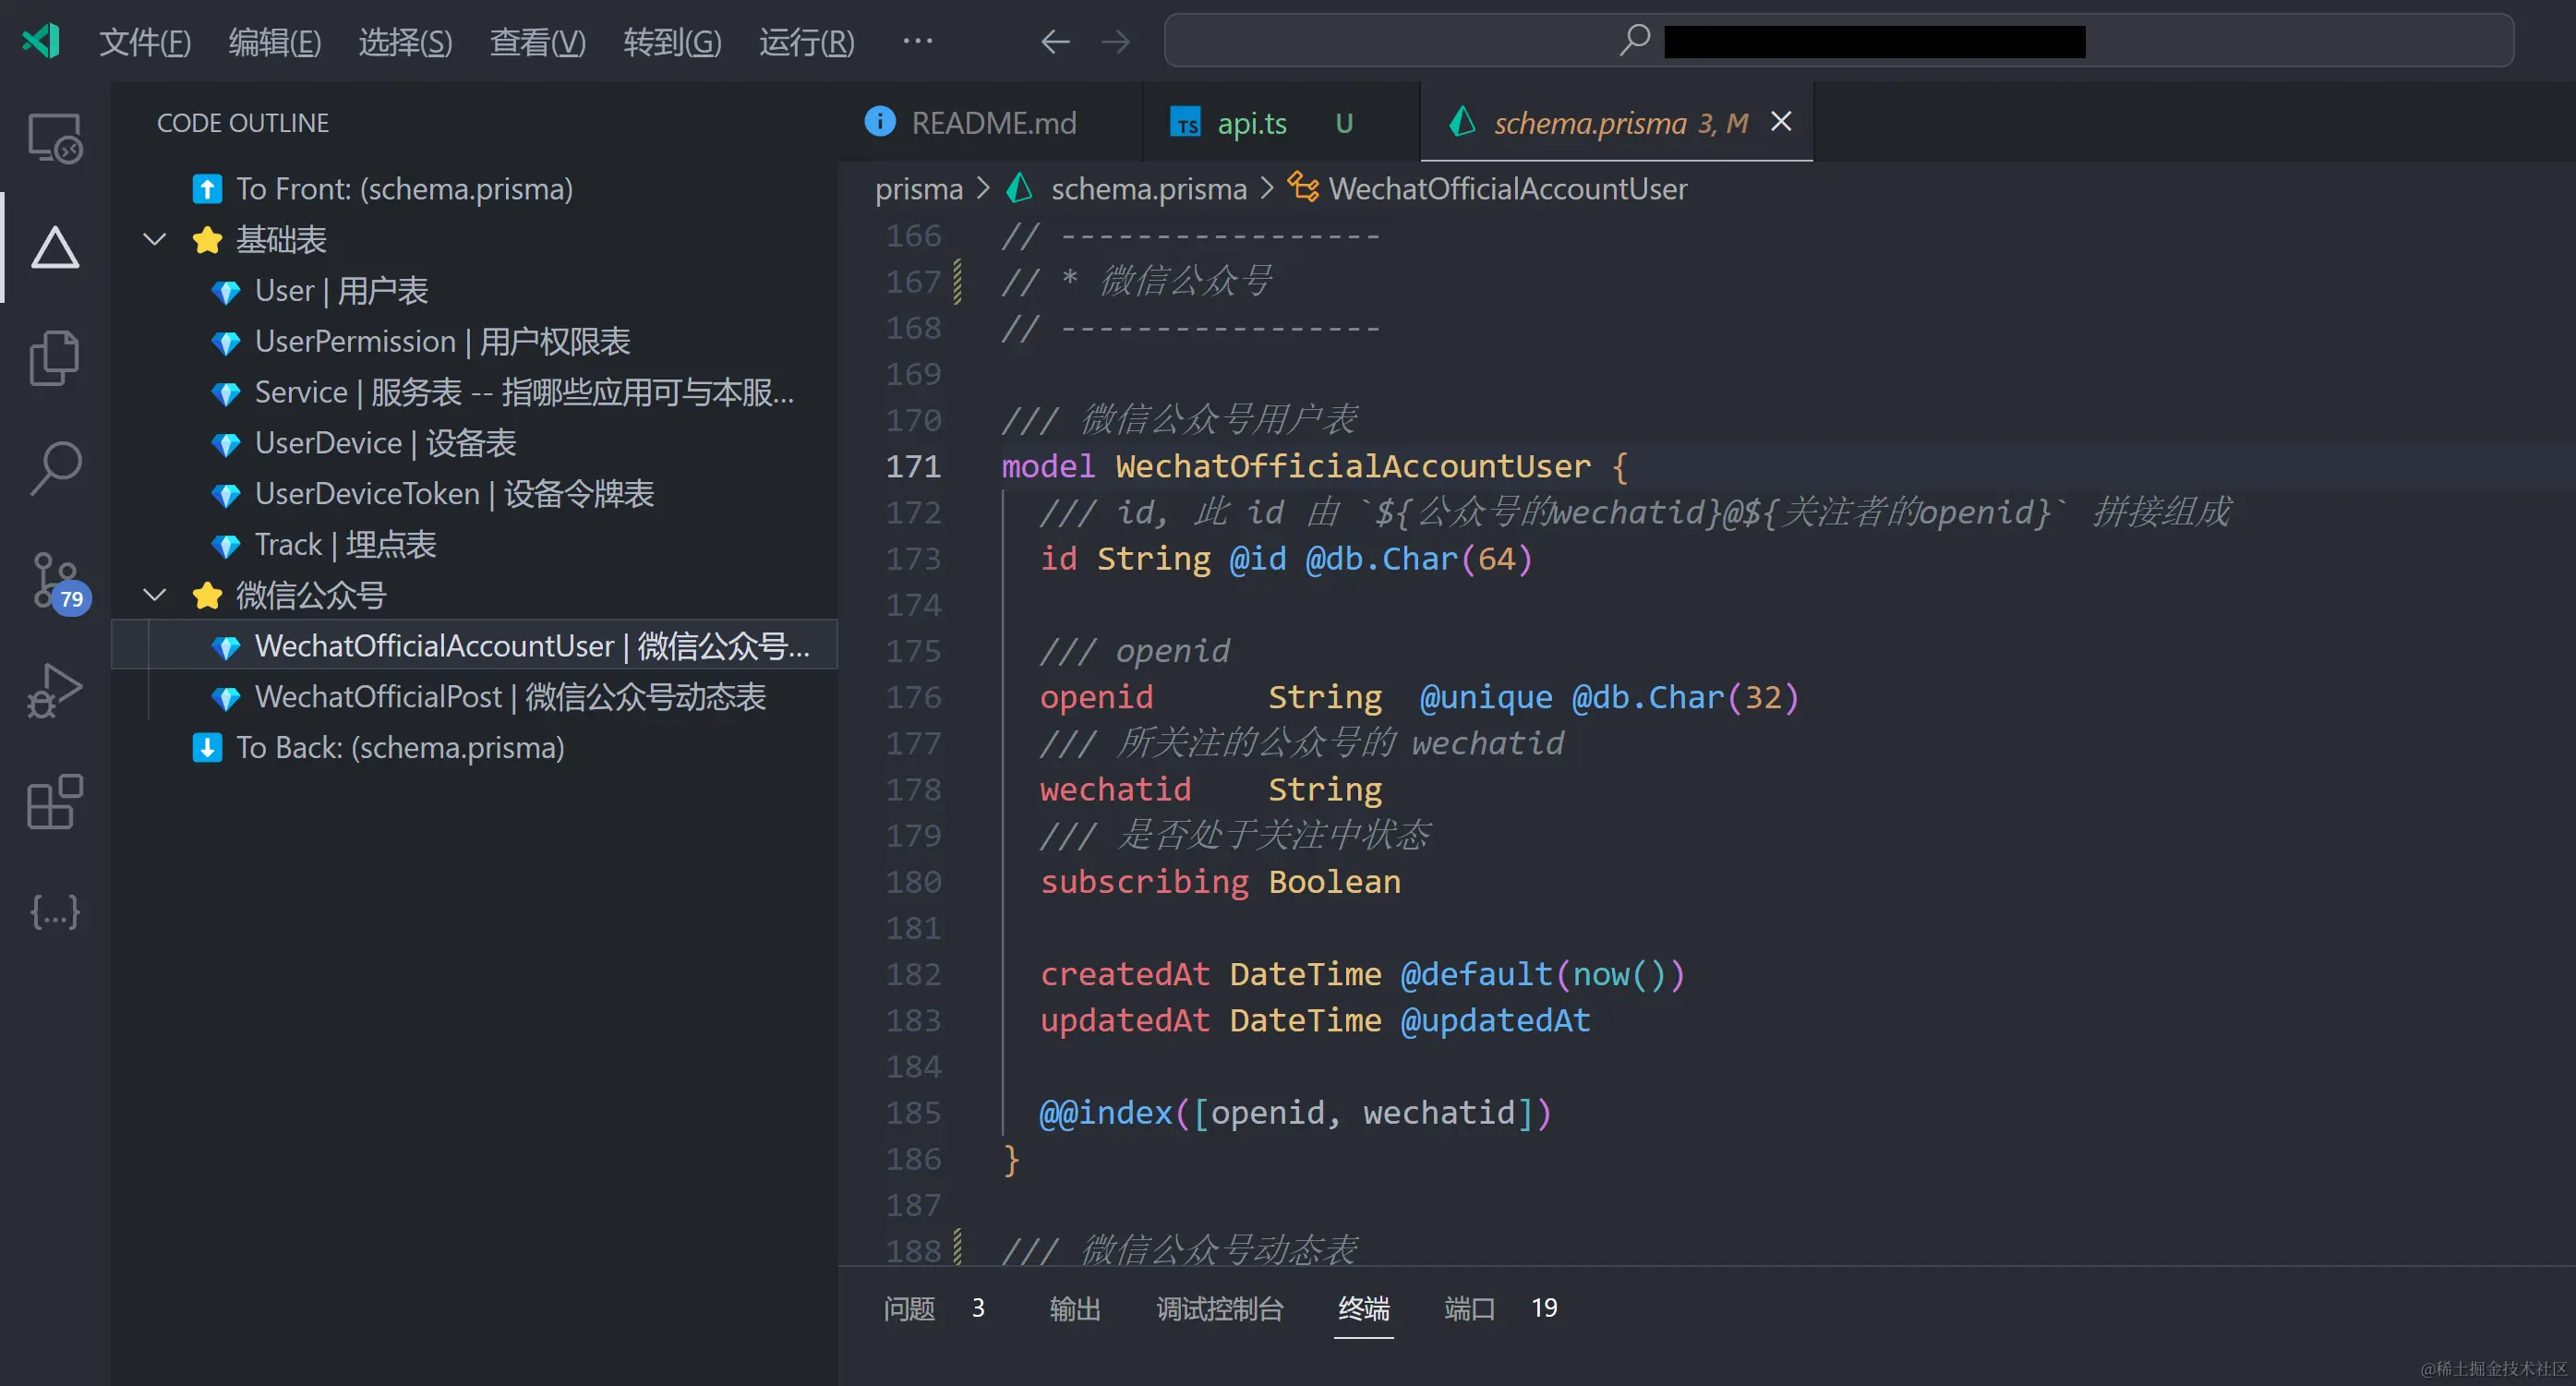 文件(F) 编辑(E) 选择(S) 查看(V) 转到(G) 运行(R) ···
CODE OUTLINE
To Front: (schema.prisma)
基础表
User | 用户表
UserPermission | 用户权限表
Service | 服务表 -- 指哪些应用可与本服...
UserDevice | 设备表
UserDeviceToken | 设备令牌表
Track | 埋点表
微信公众号
WechatOfficialAccountUser | 微信公众号...
WechatOfficialPost | 微信公众号动态表
To Back: (schema.prisma)
79
{...}
README.md TS api.ts U schema.prisma 3, M
prisma > schema.prisma > WechatOfficialAccountUser
166 // -----------------
167 // * 微信公众号
168 // -----------------
169
170 /// 微信公众号用户表
171 model WechatOfficialAccountUser {
172 /// id, 此 id 由 `${公众号的wechatid}@${关注者的openid}` 拼接组成
173 id String @id @db.Char(64)
174
175 /// openid
176 openid String @unique @db.Char(32)
177 /// 所关注的公众号的 wechatid
178 wechatid String
179 /// 是否处于关注中状态
180 subscribing Boolean
181
182 createdAt DateTime @default(now())
183 updatedAt DateTime @updatedAt
184
185 @@index([openid, wechatid])
186 }
187
188 /// 微信公众号动态表
问题 3 输出 调试控制台 终端 端口 19
@稀土掘金技术社区